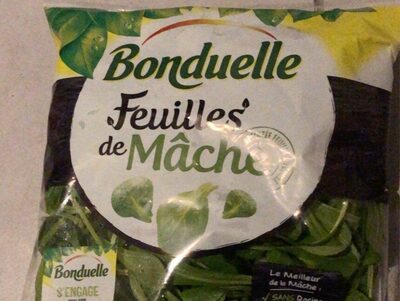 Bonduelle
Feuilles
de Mâche
Bonduelle
S'ENGAGE
Le Meilleur
de la Mâche
✓ SANS